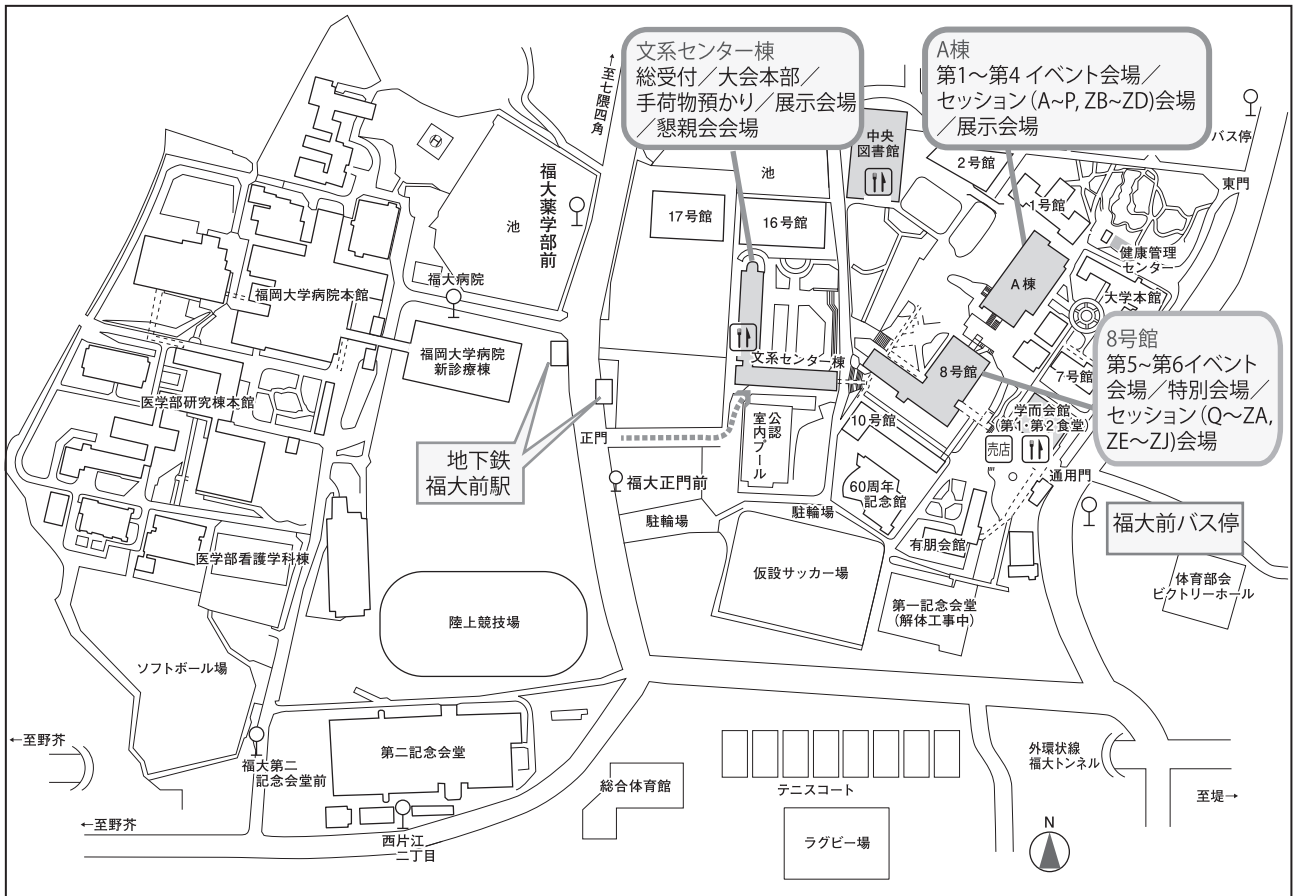 文系センター棟
総受付／大会本部／
手荷物預かり／展示会場
／懇親会会場
A棟
第1～第4 イベント会場／
セッション (A~P, ZB~ZD)会場
／展示会場
↑至七隈四角
中央
図書館
2号館
バス停
東門
1号館
池
福大薬学部前
池
17号館
16号館
健康管理
センター
A棟
大学本館
福大病院
福岡大学病院本館
8号館
第5~第6イベント
会場／特別会場／
セッション (Q～ZA,
ZE～ZJ)会場
福岡大学病院
新診療棟
文系センター棟
8号館
7号館
医学部研究棟本館
学而会館
(第1・第2食堂)
売店
10号館
公認
室内プール
正門
地下鉄
福大前駅
福大正門前
60周年
記念館
通用門
駐輪場
駐輪場
福大前バス停
有朋会館
医学部看護学科棟
仮設サッカー場
体育部会
ビクトリーホール
第一記念会堂
(解体工事中)
陸上競技場
ソフトボール場
←至野芥
第二記念会堂
福大第二
記念会堂前
外環状線
福大トンネル
総合体育館
テニスコート
至堤→
←至野芥
西片江
二丁目
ラグビー場
N